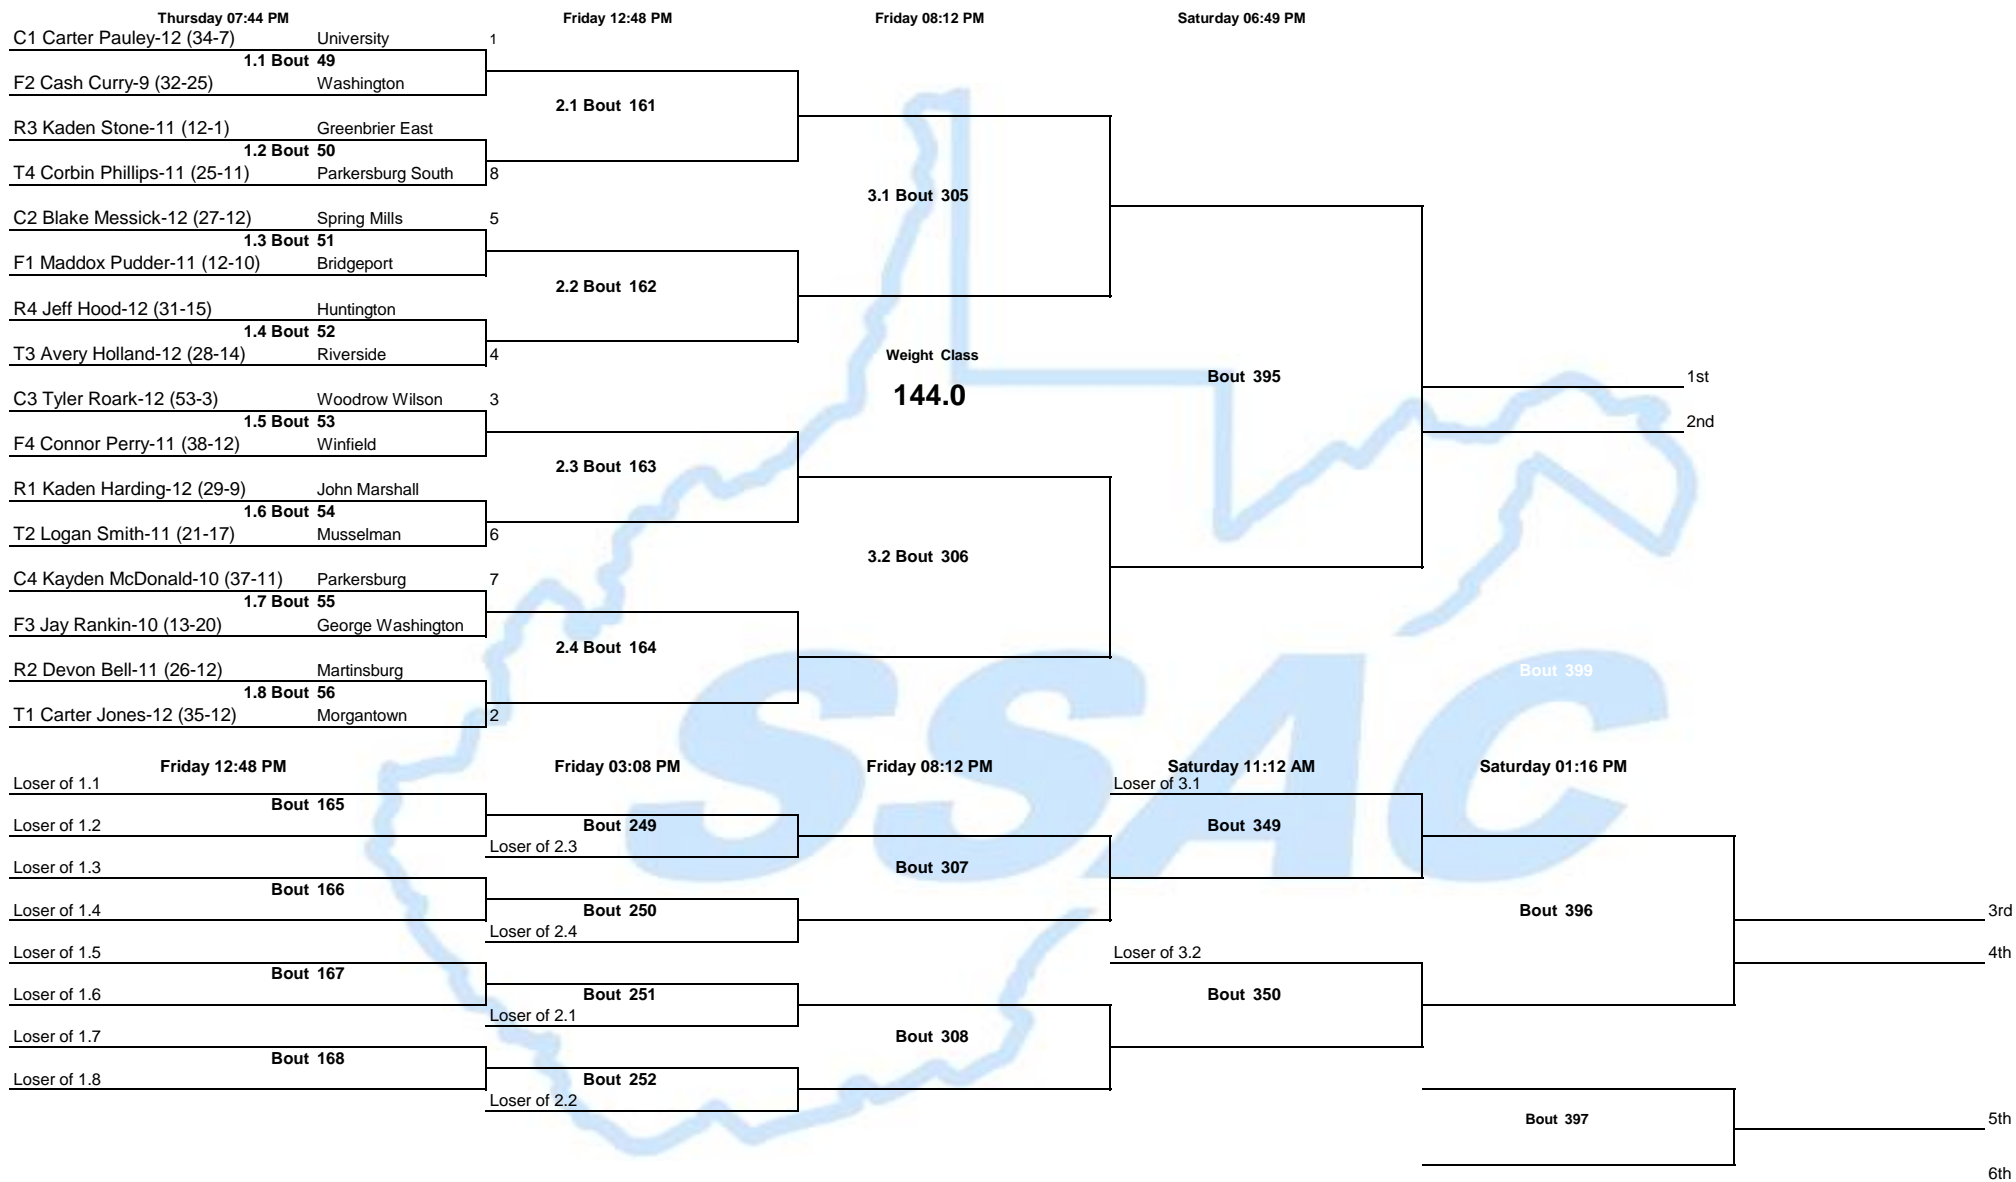 Thursday 07:44 PM Friday 12:48 PM Friday 08:12 PM Saturday 06:49 PM
C1 Carter Pauley-12 (34-7) University 1
1.1 Bout 49
F2 Cash Curry-9 (32-25) Washington
2.1 Bout 161
R3 Kaden Stone-11 (12-1) Greenbrier East
1.2 Bout 50
T4 Corbin Phillips-11 (25-11) Parkersburg South 8
3.1 Bout 305
C2 Blake Messick-12 (27-12) Spring Mills 5
1.3 Bout 51
F1 Maddox Pudder-11 (12-10) Bridgeport
2.2 Bout 162
R4 Jeff Hood-12 (31-15) Huntington
1.4 Bout 52
T3 Avery Holland-12 (28-14) Riverside 4
Weight Class
144.0
Bout 395
1st
2nd
C3 Tyler Roark-12 (53-3) Woodrow Wilson 3
1.5 Bout 53
F4 Connor Perry-11 (38-12) Winfield
2.3 Bout 163
R1 Kaden Harding-12 (29-9) John Marshall
1.6 Bout 54
T2 Logan Smith-11 (21-17) Musselman 6
3.2 Bout 306
C4 Kayden McDonald-10 (37-11) Parkersburg 7
1.7 Bout 55
F3 Jay Rankin-10 (13-20) George Washington
2.4 Bout 164
R2 Devon Bell-11 (26-12) Martinsburg
1.8 Bout 56
T1 Carter Jones-12 (35-12) Morgantown 2
Bout 399
SSAC
Friday 12:48 PM Friday 03:08 PM Friday 08:12 PM Saturday 11:12 AM Saturday 01:16 PM
Loser of 1.1
Bout 165
Loser of 1.2
Bout 249
Loser of 2.3
Loser of 3.1
Bout 349
Loser of 1.3
Bout 166
Loser of 1.4
Bout 307
Bout 250
Loser of 2.4
Bout 396
3rd
4th
Loser of 1.5
Bout 167
Loser of 1.6
Bout 251
Loser of 2.1
Loser of 3.2
Bout 350
Loser of 1.7
Bout 168
Loser of 1.8
Bout 308
Bout 252
Loser of 2.2
Bout 397
5th
6th